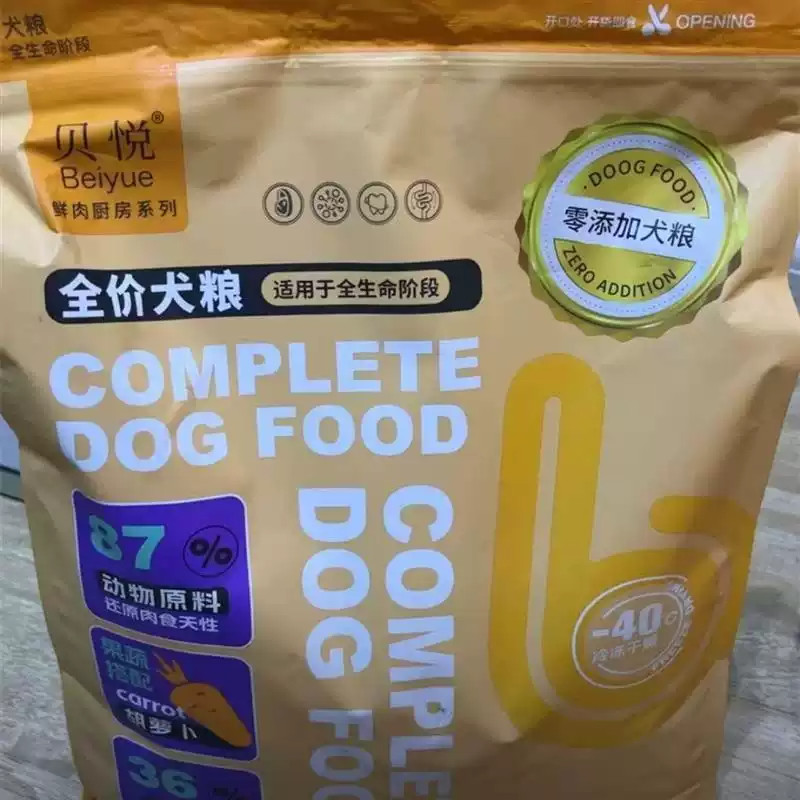 犬粮
全生命阶段
开口处 开袋即食 OPENING
贝悦®
Beiyue
鲜肉厨房系列
DOOG FOOD
零添加犬粮
ZERO ADDITION
全价犬粮 适用于全生命阶段
COMPLETE
DOG FOOD
COMPLE
DOG FOO
87%
动物原料
还原肉食天性
果蔬
搭配
carrot
胡萝卜
-40
冷冻干燥
36%